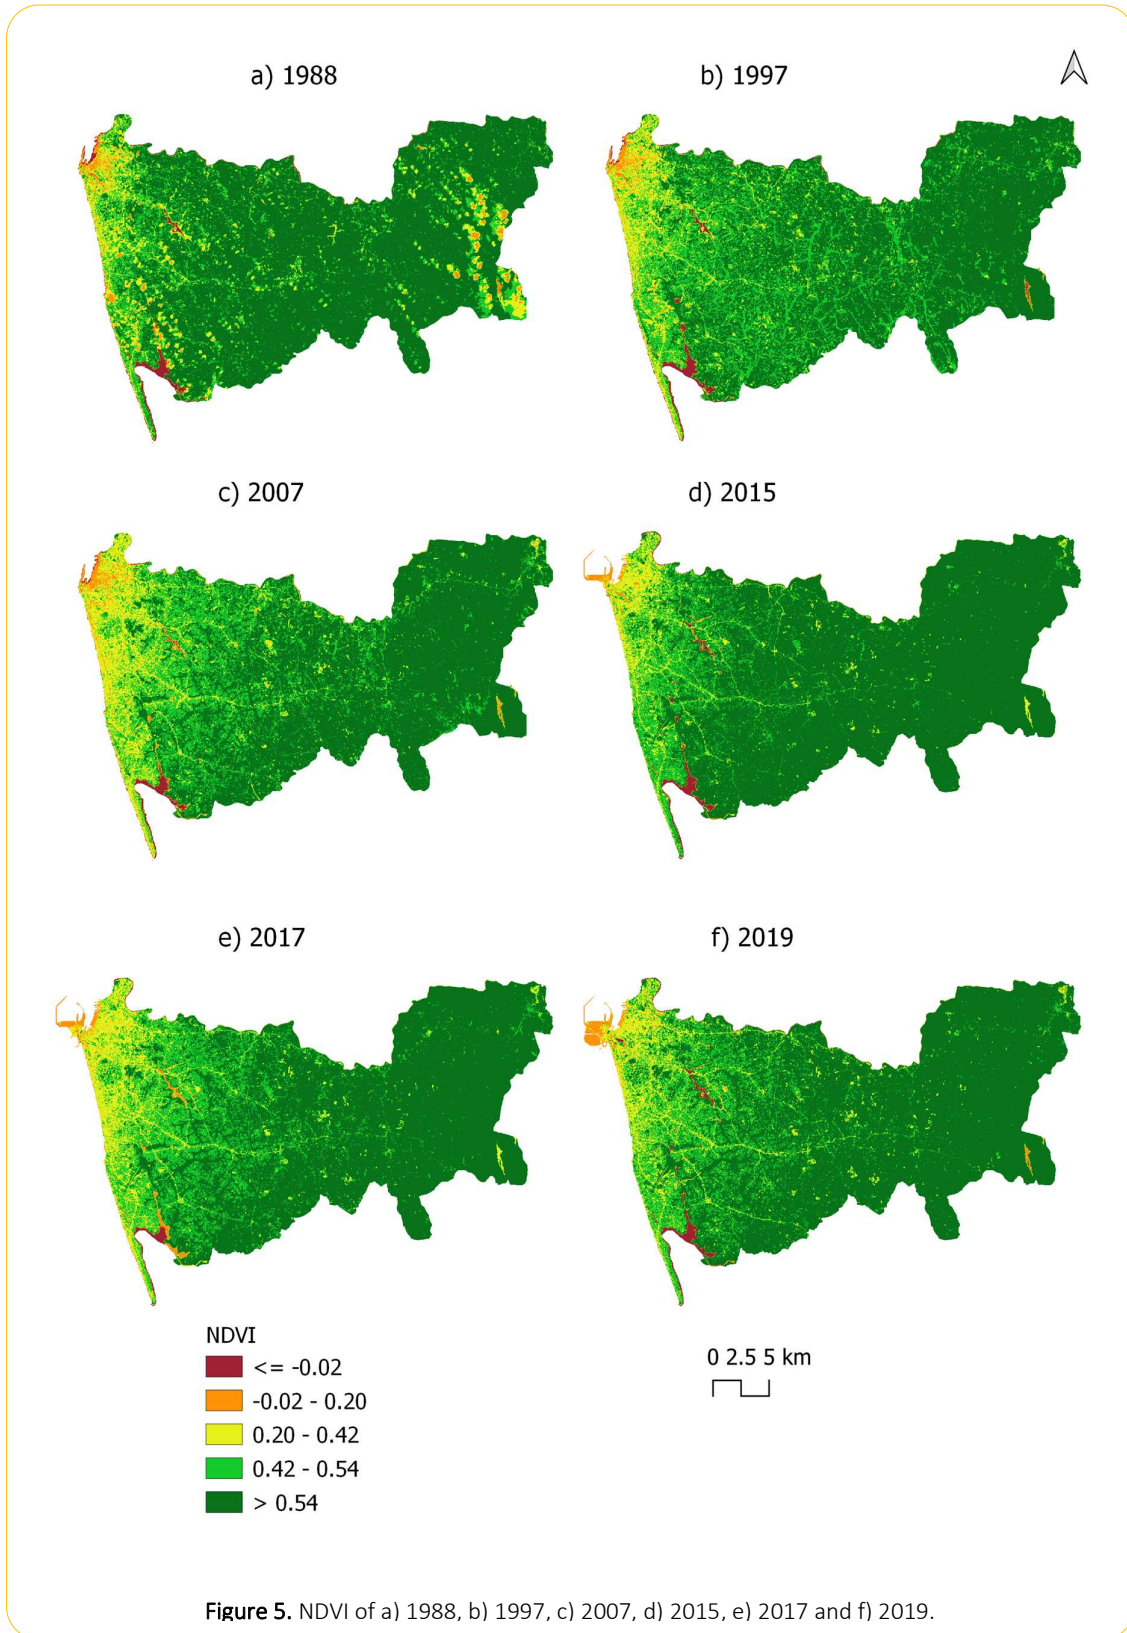 a) 1988
b) 1997
c) 2007
d) 2015
e) 2017
f) 2019
NDVI
<= -0.02
-0.02 - 0.20
0.20 - 0.42
0.42 - 0.54
> 0.54
0 2.5 5 km
Figure 5. NDVI of a) 1988, b) 1997, c) 2007, d) 2015, e) 2017 and f) 2019.